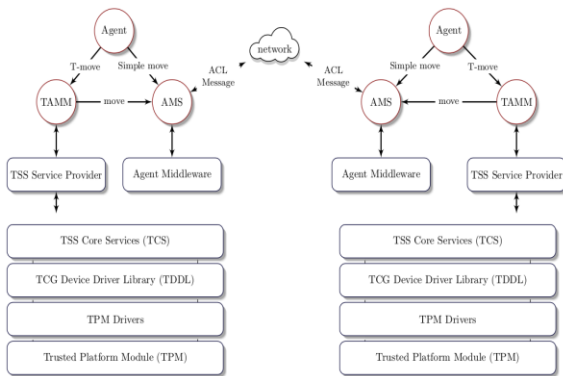 Agent
T-move
Simple move
TAMM
move
AMS
ACL
Message
network
ACL
Message
Agent
Simple move
T-move
AMS
move
TAMM
TSS Service Provider
Agent Middleware
Agent Middleware
TSS Service Provider
TSS Core Services (TCS)
TCG Device Driver Library (TDDL)
TPM Drivers
Trusted Platform Module (TPM)
TSS Core Services (TCS)
TCG Device Driver Library (TDDL)
TPM Drivers
Trusted Platform Module (TPM)